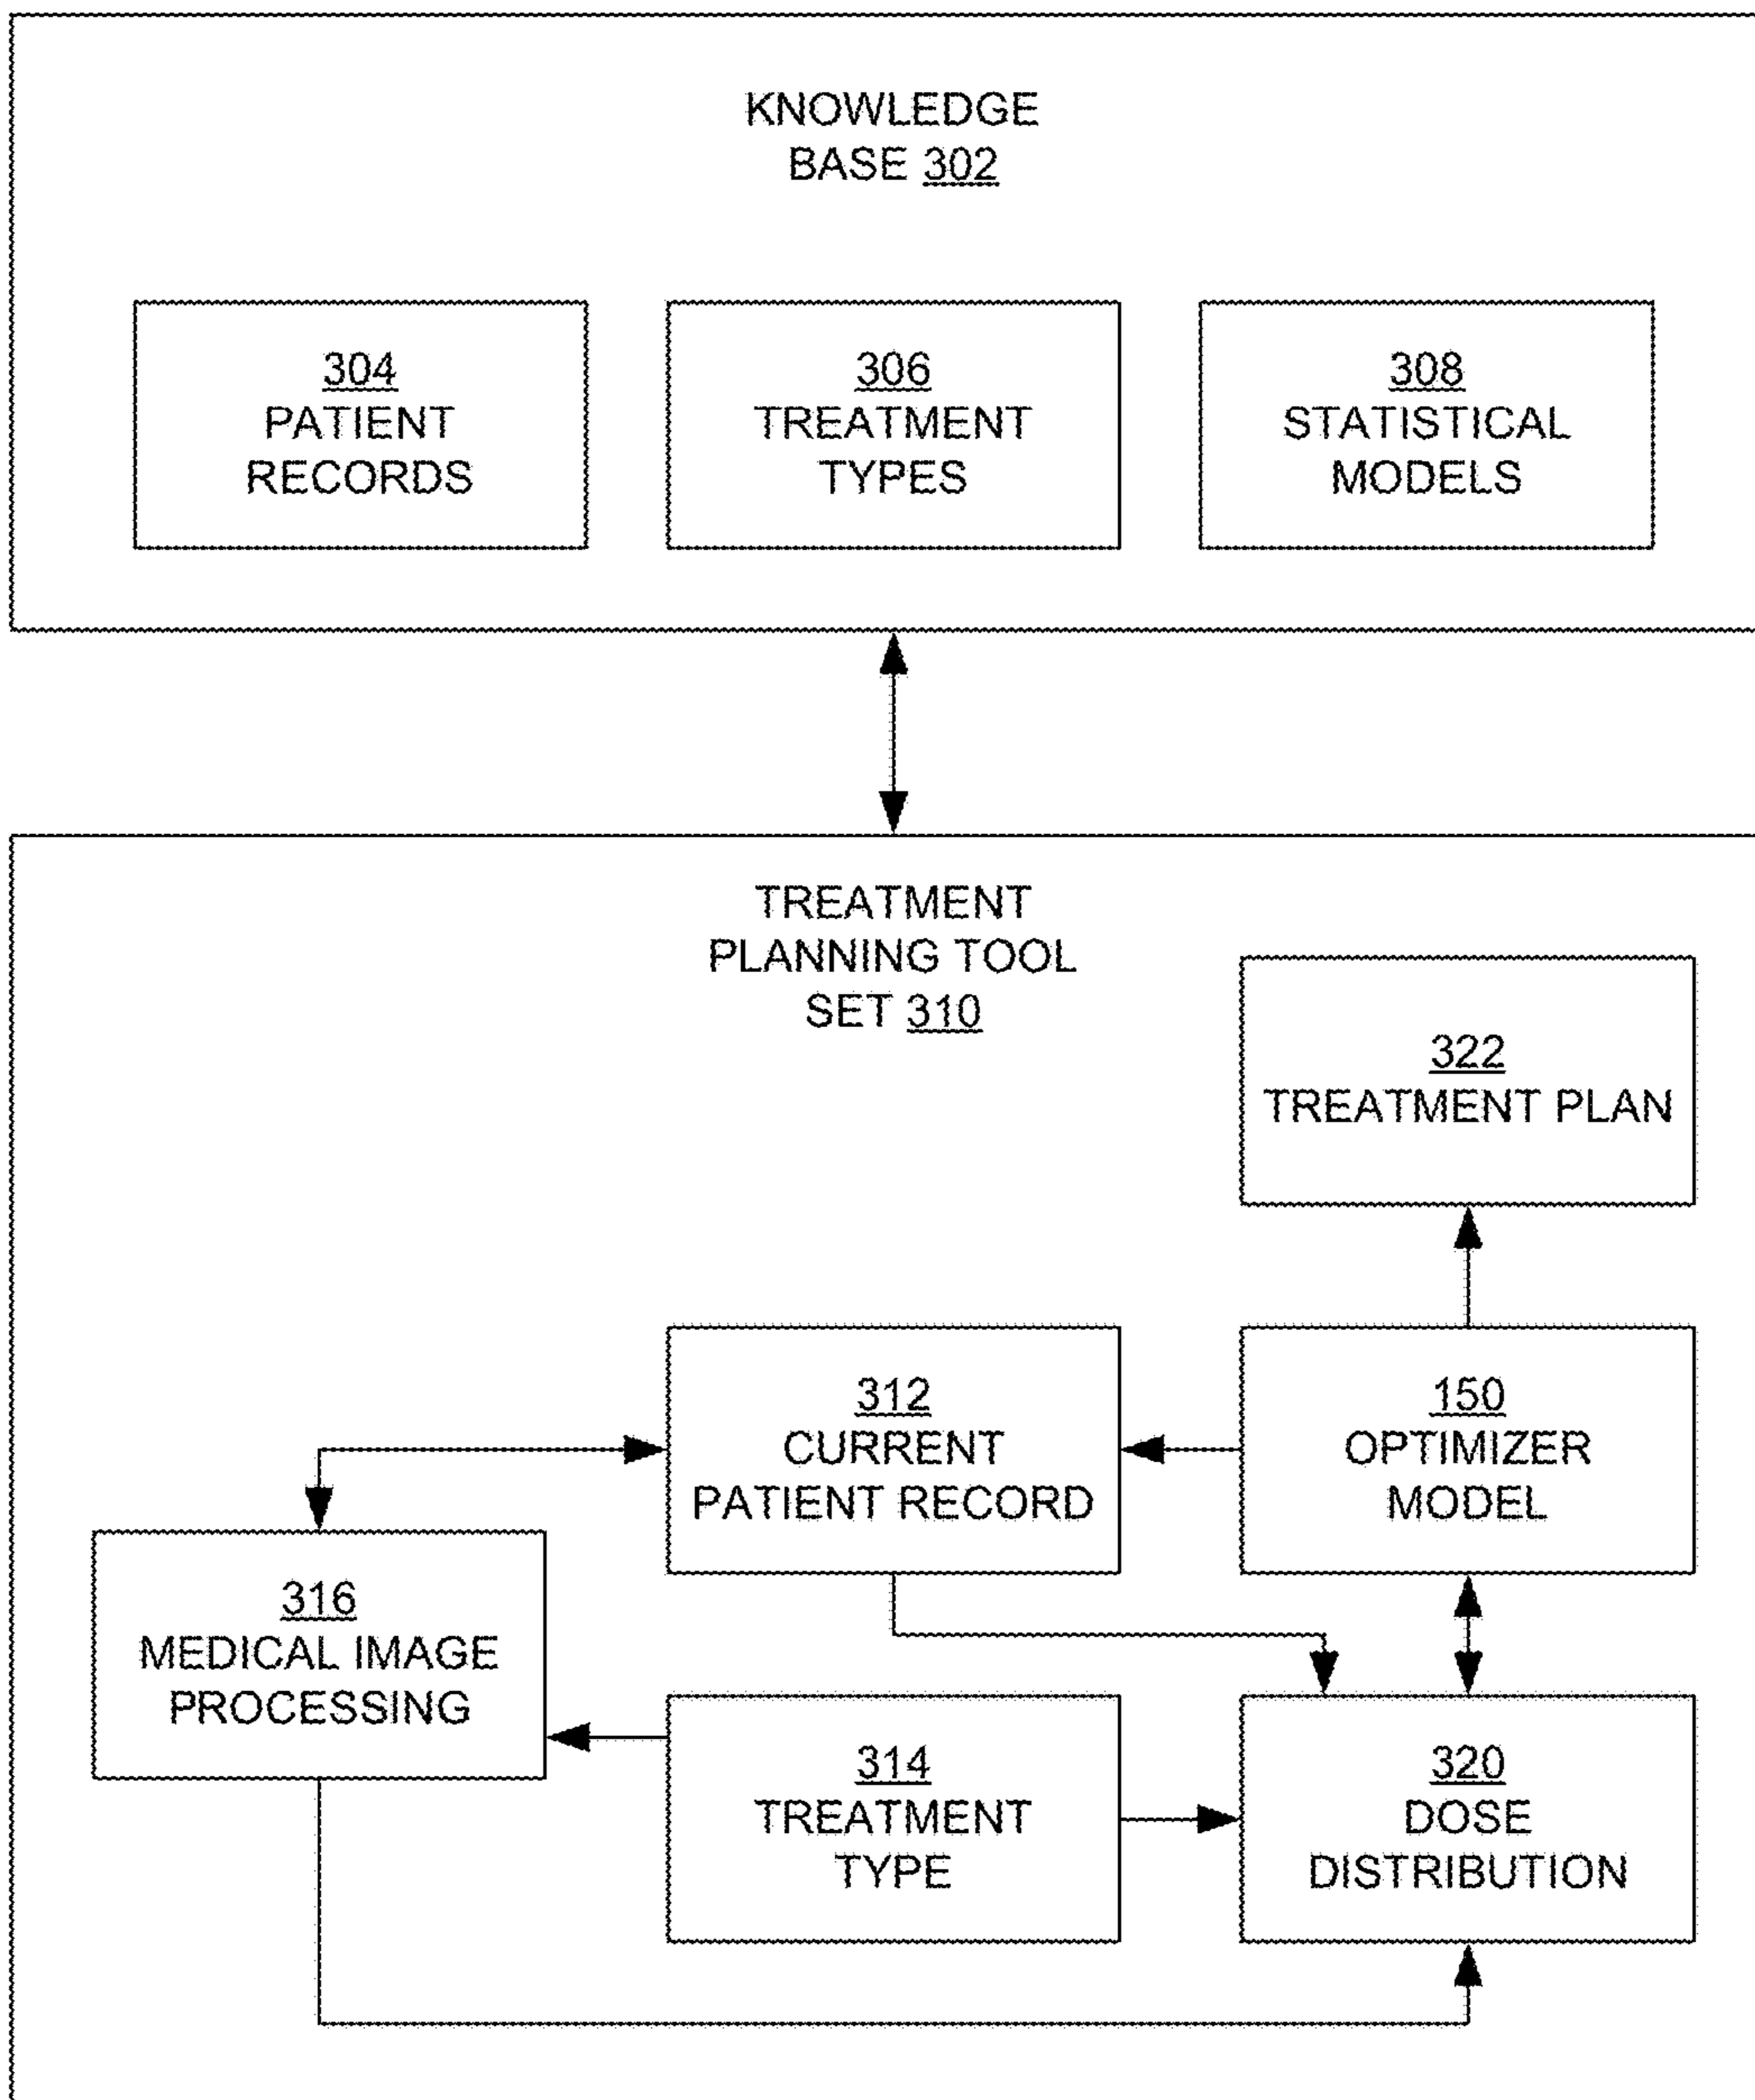 KNOWLEDGE
BASE 302
304
PATIENT
RECORDS
306
TREATMENT
TYPES
308
STATISTICAL
MODELS
TREATMENT
PLANNING TOOL
SET 310
322
TREATMENT PLAN
312
CURRENT
PATIENT RECORD
150
OPTIMIZER
MODEL
316
MEDICAL IMAGE
PROCESSING
314
TREATMENT
TYPE
320
DOSE
DISTRIBUTION